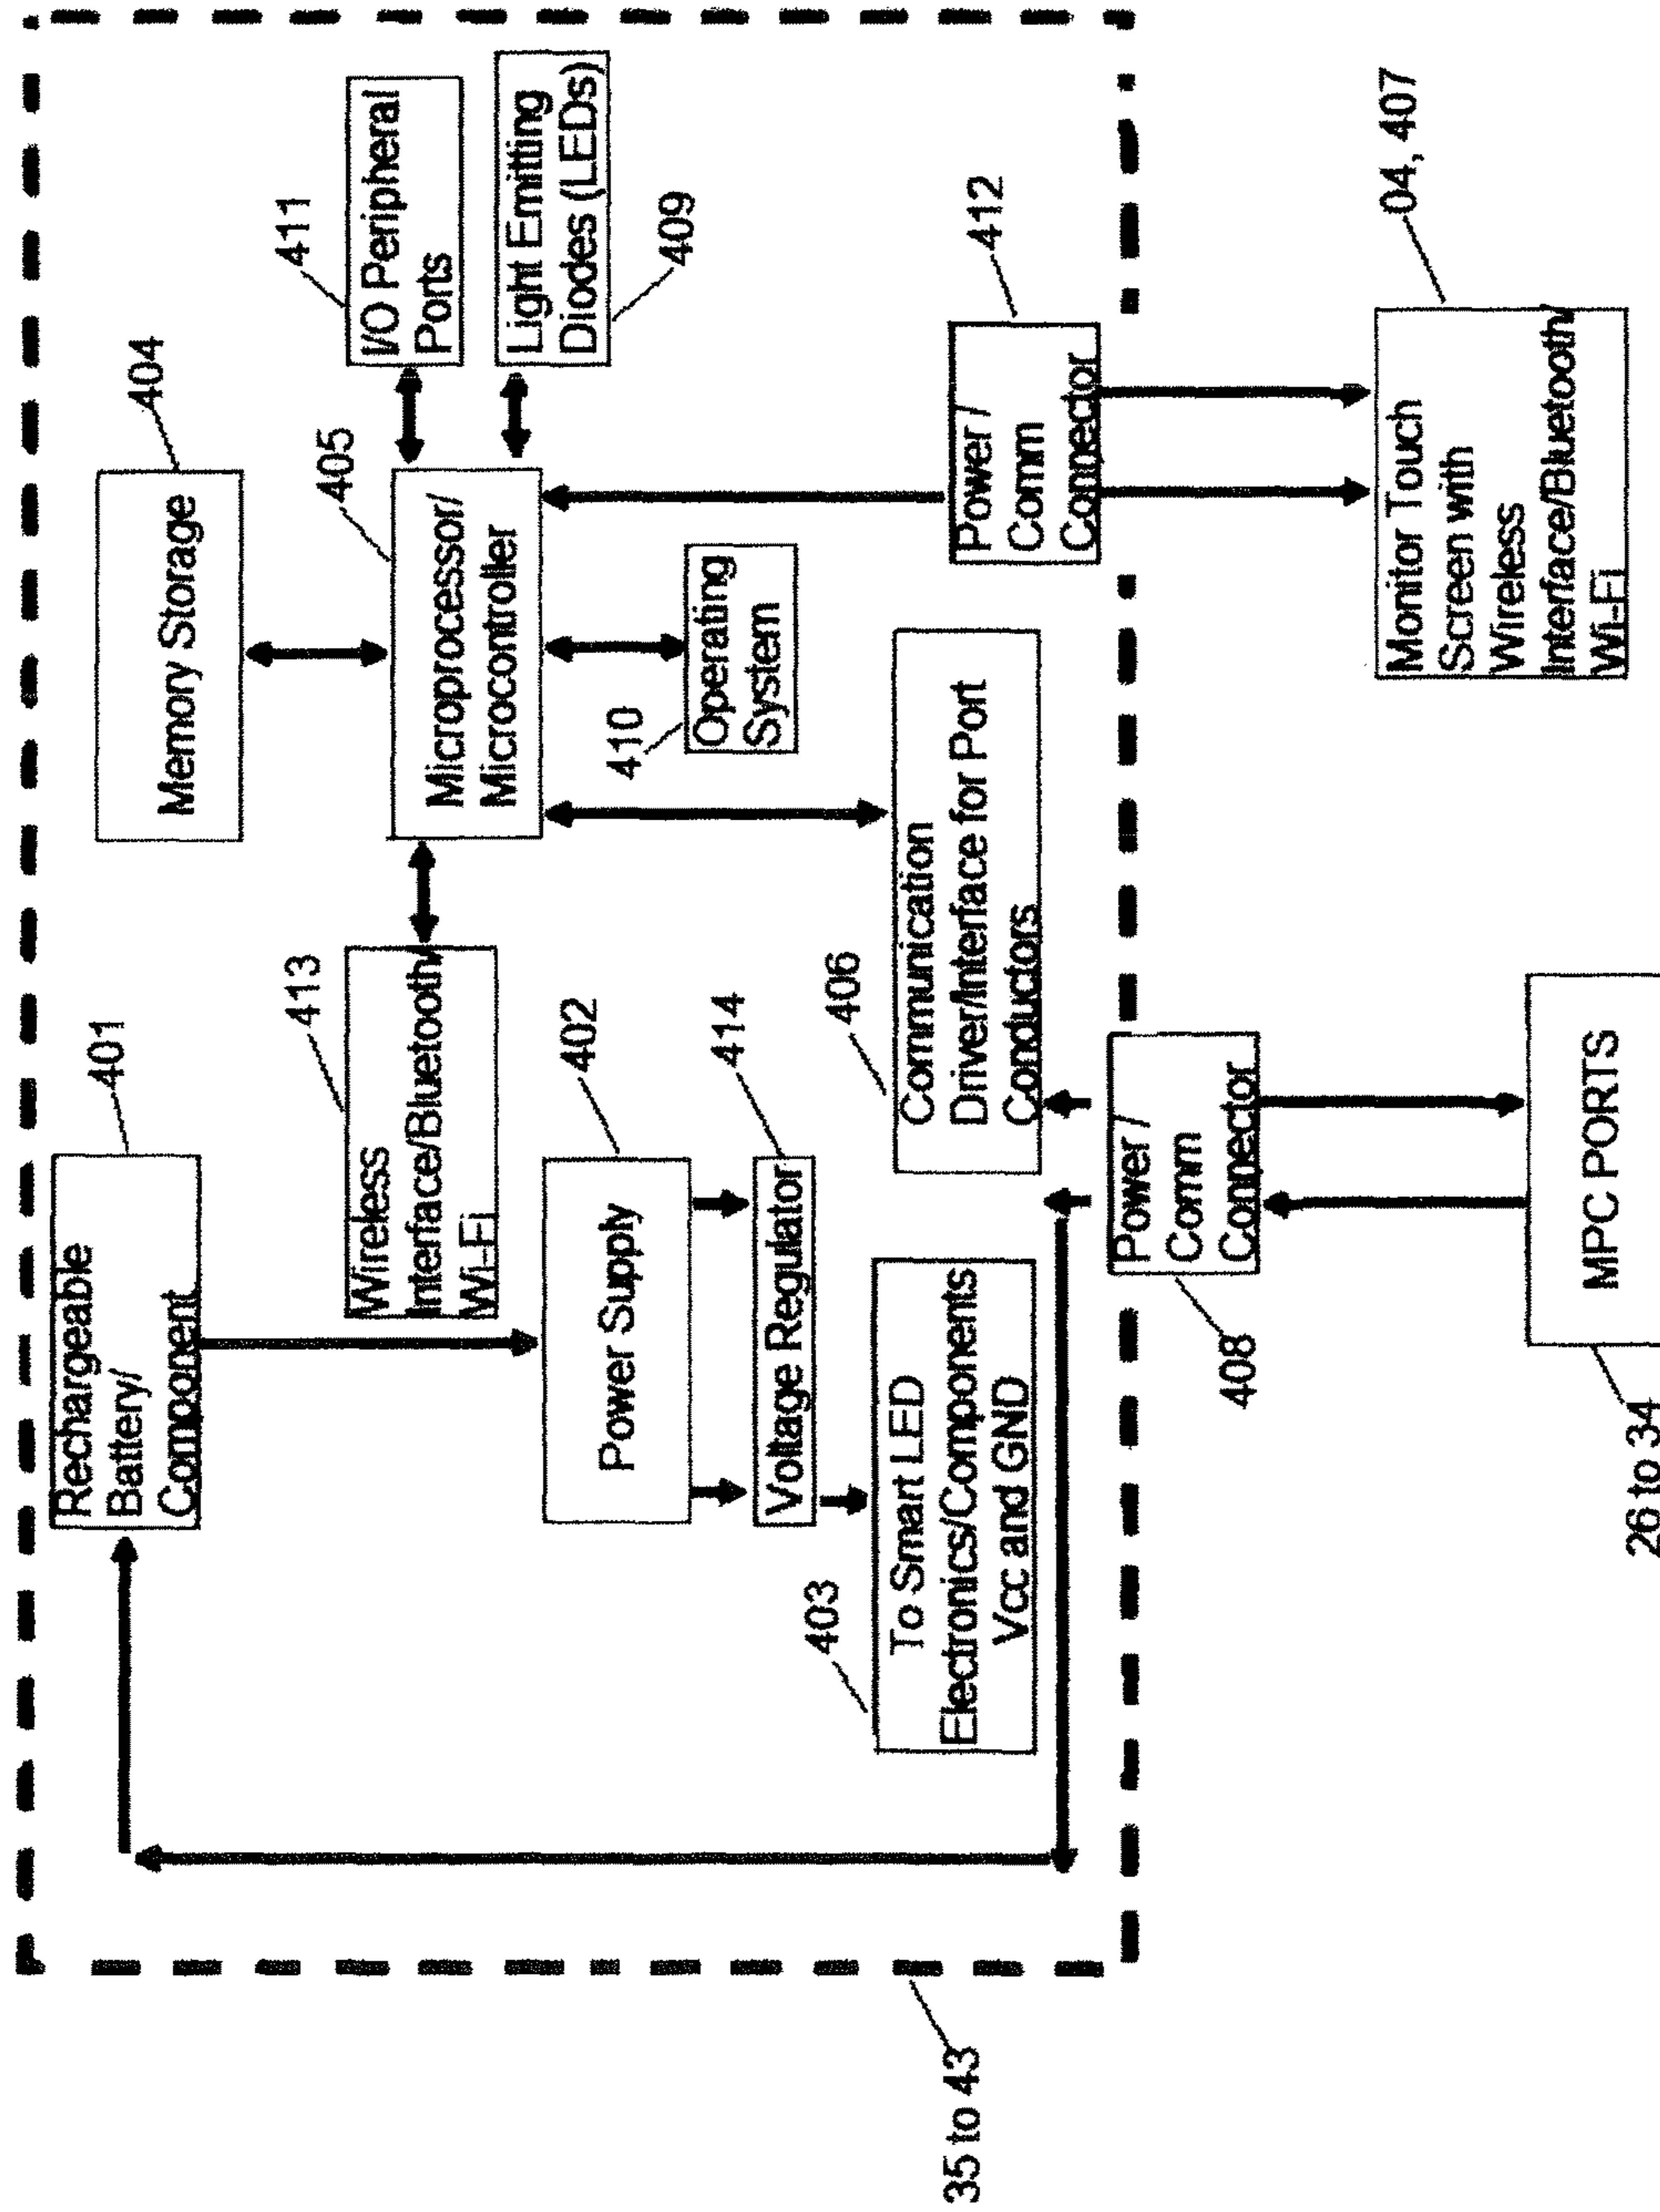 401
Rechargeable
Battery/
Component
404
Memory Storage
411
I/O Peripheral
Ports
413
Wireless
Interface/Bluetooth/
Wi-Fi
405
Microprocessor/
Microcontroller
Light Emitting
Diodes (LEDs)
409
402
Power Supply
410
Operating
System
414
Voltage Regulator
403
To Smart LED
Electronics/Components
Vcc and GND
406
Communication
Driver/Interface for Port
Conductors
412
Power /
Comm
Connector
35 to 43
408
Power /
Comm
Connector
04, 407
Monitor Touch
Screen with
Wireless
Interface/Bluetooth/
Wi-Fi
MPC PORTS
26 to 34